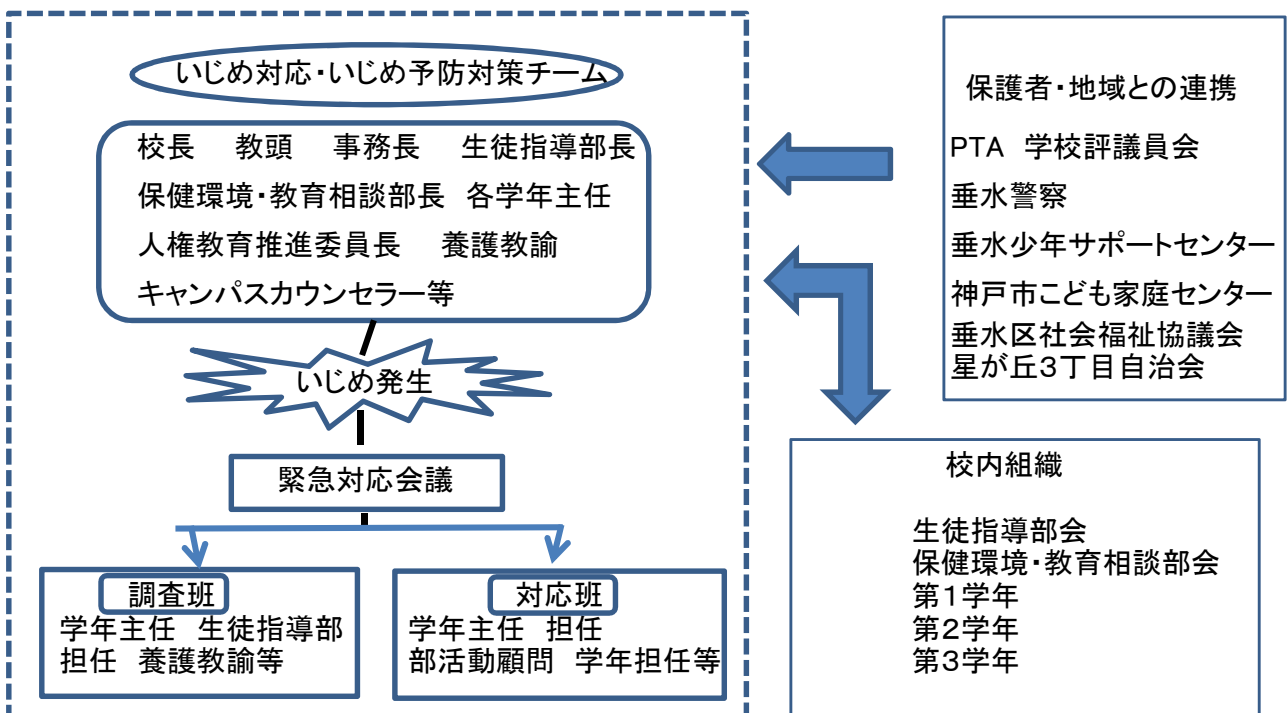 いじめ対応・いじめ予防対策チーム
校長　教頭　事務長　生徒指導部長
保健環境・教育相談部長　各学年主任
人権教育推進委員長　養護教諭
キャンパスカウンセラー等
いじめ発生
緊急対応会議
調査班
学年主任　生徒指導部
担任　養護教諭等
対応班
学年主任　担任
部活動顧問　学年担任等
保護者・地域との連携
PTA　学校評議員会
垂水警察
垂水少年サポートセンター
神戸市こども家庭センター
垂水区社会福祉協議会
星が丘３丁目自治会
校内組織
生徒指導部会
保健環境・教育相談部会
第１学年
第２学年
第３学年